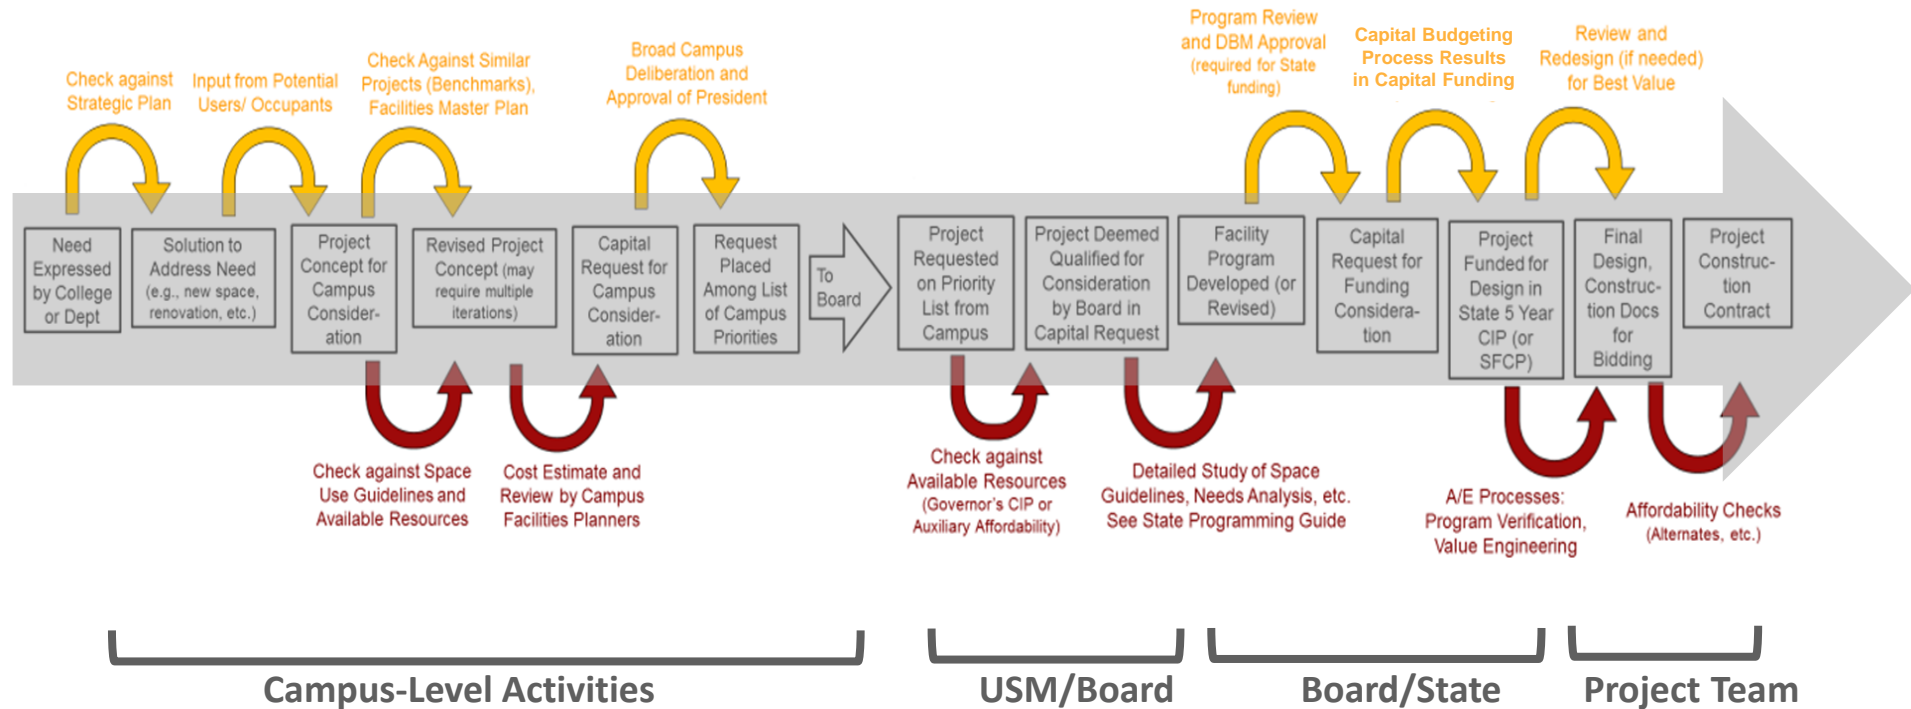 Check against
Strategic Plan
Input from Potential
Users/ Occupants
Check Against Similar
Projects (Benchmarks),
Facilities Master Plan
Broad Campus
Deliberation and
Approval of President
Program Review
and DBM Approval
(required for State
funding)
Capital Budgeting
Process Results
in Capital Funding
Review and
Redesign (if needed)
for Best Value
Need
Expressed
by College
or Dept
Solution to
Address Need
(e.g., new space,
renovation, etc.)
Project
Concept for
Campus
Consider-
ation
Revised Project
Concept (may
require multiple
iterations)
Capital
Request for
Campus
Consider-
ation
Request
Placed
Among List
of Campus
Priorities
To
Board
Project
Requested
on Priority
List from
Campus
Project Deemed
Qualified for
Consideration
by Board in
Capital Request
Facility
Program
Developed (or
Revised)
Capital
Request for
Funding
Considera-
tion
Project
Funded for
Design in
State 5 Year
CIP (or
SFCP)
Final
Design,
Construc-
tion Docs
for
Bidding
Project
Construc-
tion
Contract
Check against Space
Use Guidelines and
Available Resources
Cost Estimate and
Review by Campus
Facilities Planners
Check against
Available Resources
(Governor's CIP or
Auxiliary Affordability)
Detailed Study of Space
Guidelines, Needs Analysis, etc.
See State Programming Guide
A/E Processes:
Program Verification,
Value Engineering
Affordability Checks
(Alternates, etc.)
Campus-Level Activities
USM/Board
Board/State
Project Team